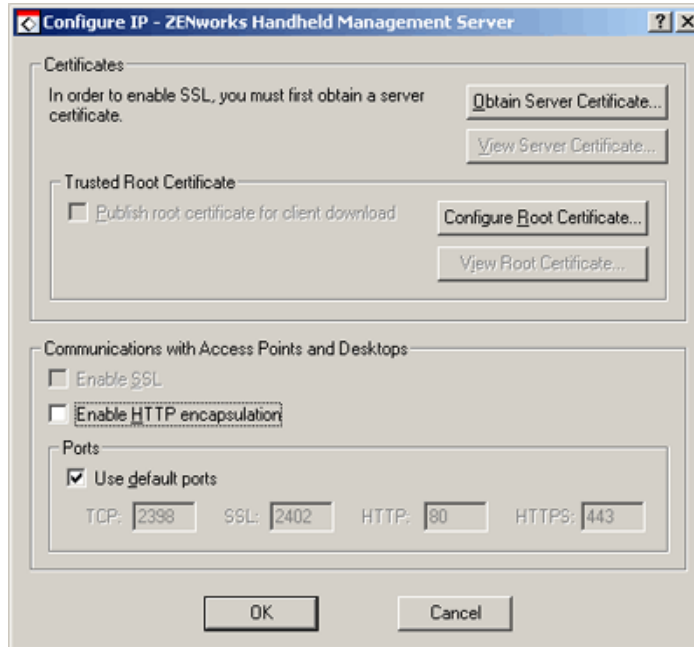 Configure IP - ZENworks Handheld Management Server
Certificates
In order to enable SSL, you must first obtain a server
certificate.
Obtain Server Certificate...
View Server Certificate...
Trusted Root Certificate
Publish root certificate for client download
Configure Root Certificate...
View Root Certificate...
Communications with Access Points and Desktops
Enable SSL
Enable HTTP encapsulation
Ports
Use default ports
TCP: 2398 SSL: 2402 HTTP: 80 HTTPS: 443
OK Cancel